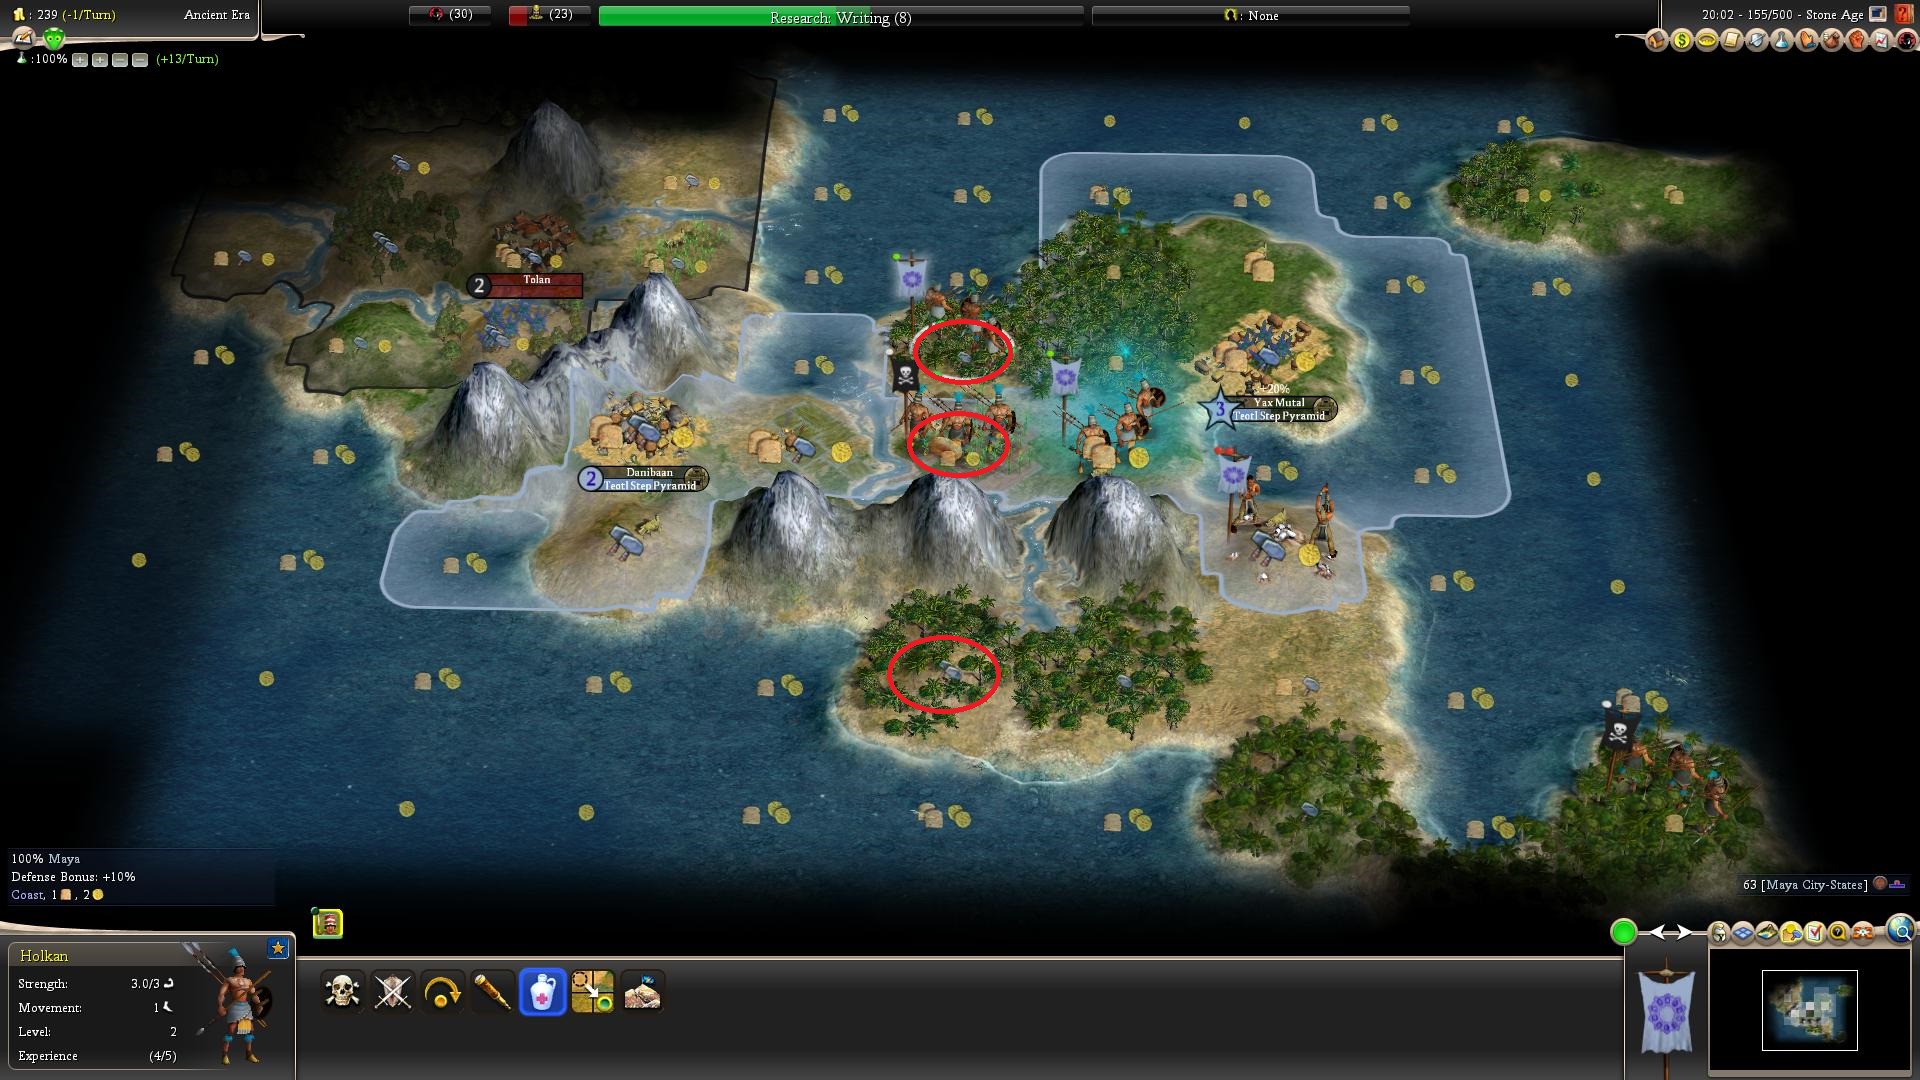 : 239 (-1/Turn)
Ancient Era
(30)
(23)
Research: Writing (8)
: None
20:02 - 155/500 - Stone Age
:100%
(+13/Turn)
2
Tolan
+20%
3
Yax Mutal
Teotl Step Pyramid
2
Danibaan
Teotl Step Pyramid
100% Maya
Defense Bonus: +10%
Coast, 1 , 2
63 [Maya City-States]
Holkan
Strength: 3.0/3
Movement: 1
Level: 2
Experience (4/5)